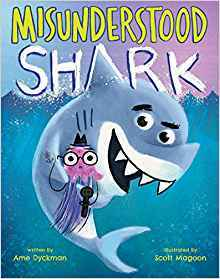 MISUNDERSTOOD
SHARK
written by
Ame Dyckman
illustrated by
Scott Magoon